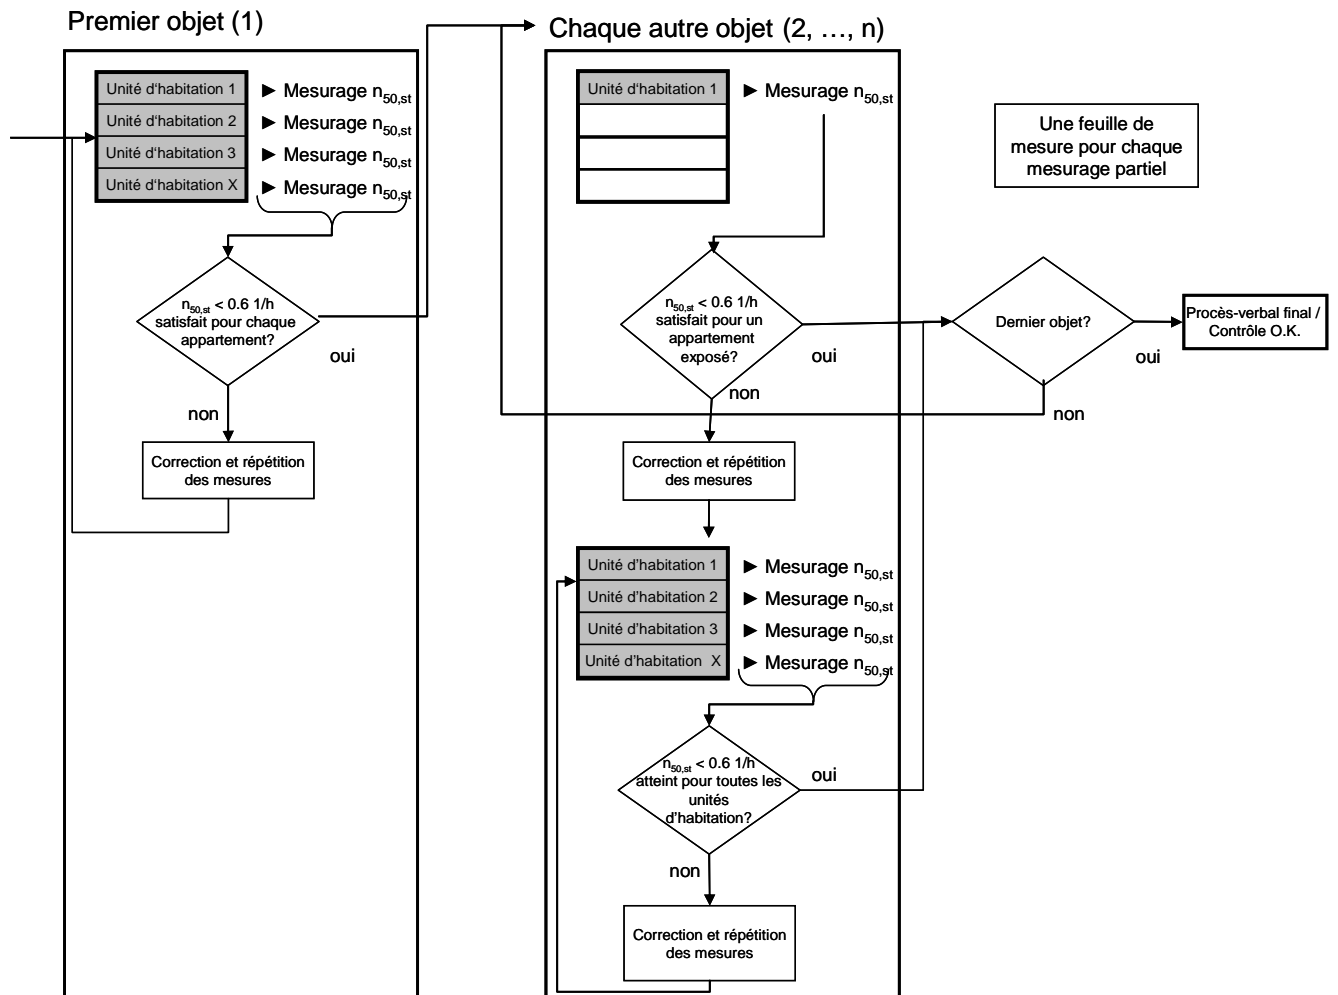 Premier objet (1)
Unité d‘habitation 1
► Mesurage n50,st
Unité d‘habitation 2
► Mesurage n50,st
Unité d‘habitation 3
► Mesurage n50,st
Unité d‘habitation X
► Mesurage n50,st
n50,st < 0.6 1/h
satisfait pour chaque
appartement?
oui
non
Correction et répétition
des mesures
Chaque autre objet (2, …, n)
Unité d‘habitation 1
► Mesurage n50,st
n50,st < 0.6 1/h
satisfait pour un
appartement
exposé?
oui
non
Correction et répétition
des mesures
Unité d’habitation 1
► Mesurage n50,st
Unité d’habitation 2
► Mesurage n50,st
Unité d’habitation 3
► Mesurage n50,st
Unité d’habitation X
► Mesurage n50,st
n50,st < 0.6 1/h
atteint pour toutes les
unités
d’habitation?
oui
non
Correction et répétition
des mesures
Une feuille de
mesure pour chaque
mesurage partiel
Dernier objet?
oui
non
Procès-verbal final /
Contrôle O.K.